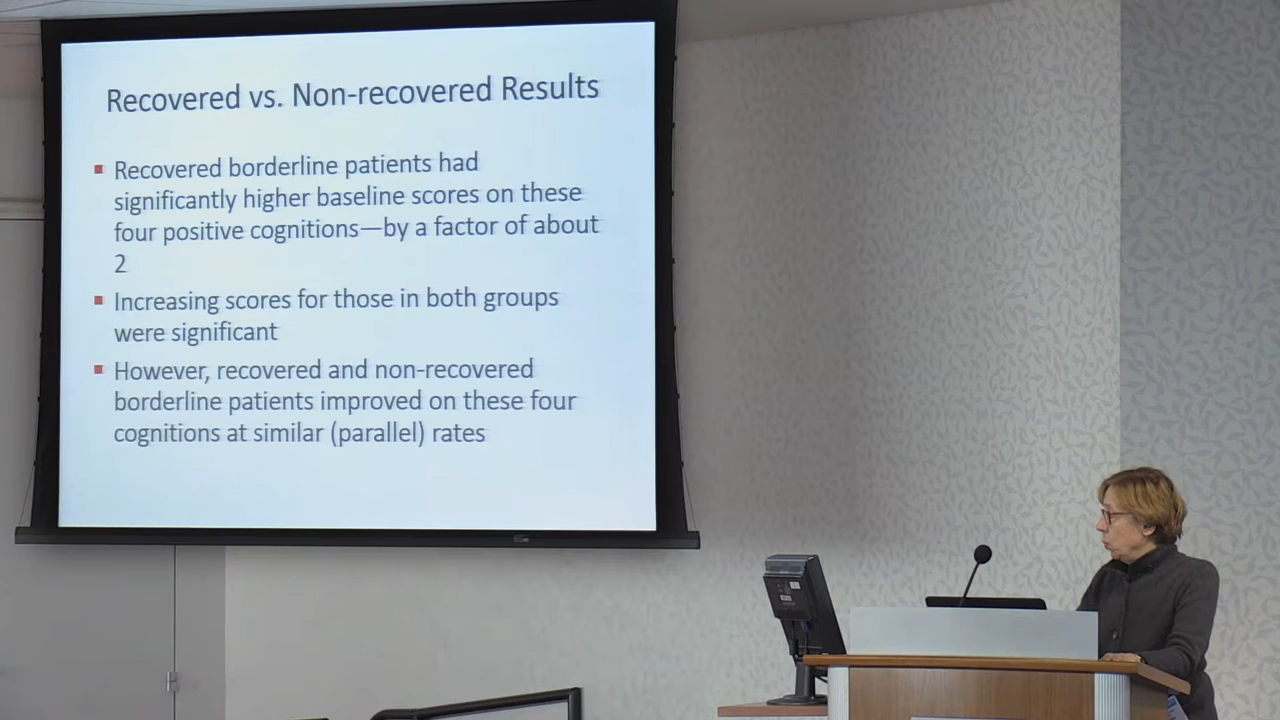 Recovered vs. Non-recovered Results
Recovered borderline patients had
significantly higher baseline scores on these
four positive cognitions—by a factor of about
2
Increasing scores for those in both groups
were significant
However, recovered and non-recovered
borderline patients improved on these four
cognitions at similar (parallel) rates